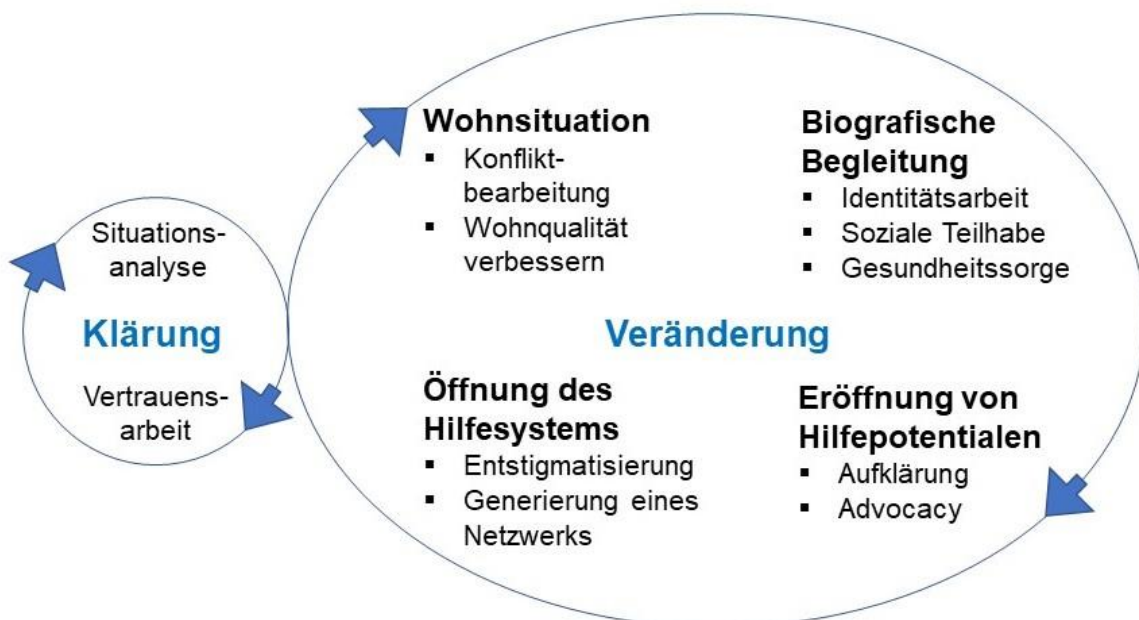 Situations-
analyse
Klärung
Vertrauens-
arbeit
Wohnsituation
▪ Konflikt-
bearbeitung
▪ Wohnqualität
verbessern
Biografische
Begleitung
▪ Identitätsarbeit
▪ Soziale Teilhabe
▪ Gesundheitssorge
Veränderung
Öffnung des
Hilfesystems
▪ Entstigmatisierung
▪ Generierung eines
Netzwerks
Eröffnung von
Hilfepotentialen
▪ Aufklärung
▪ Advocacy